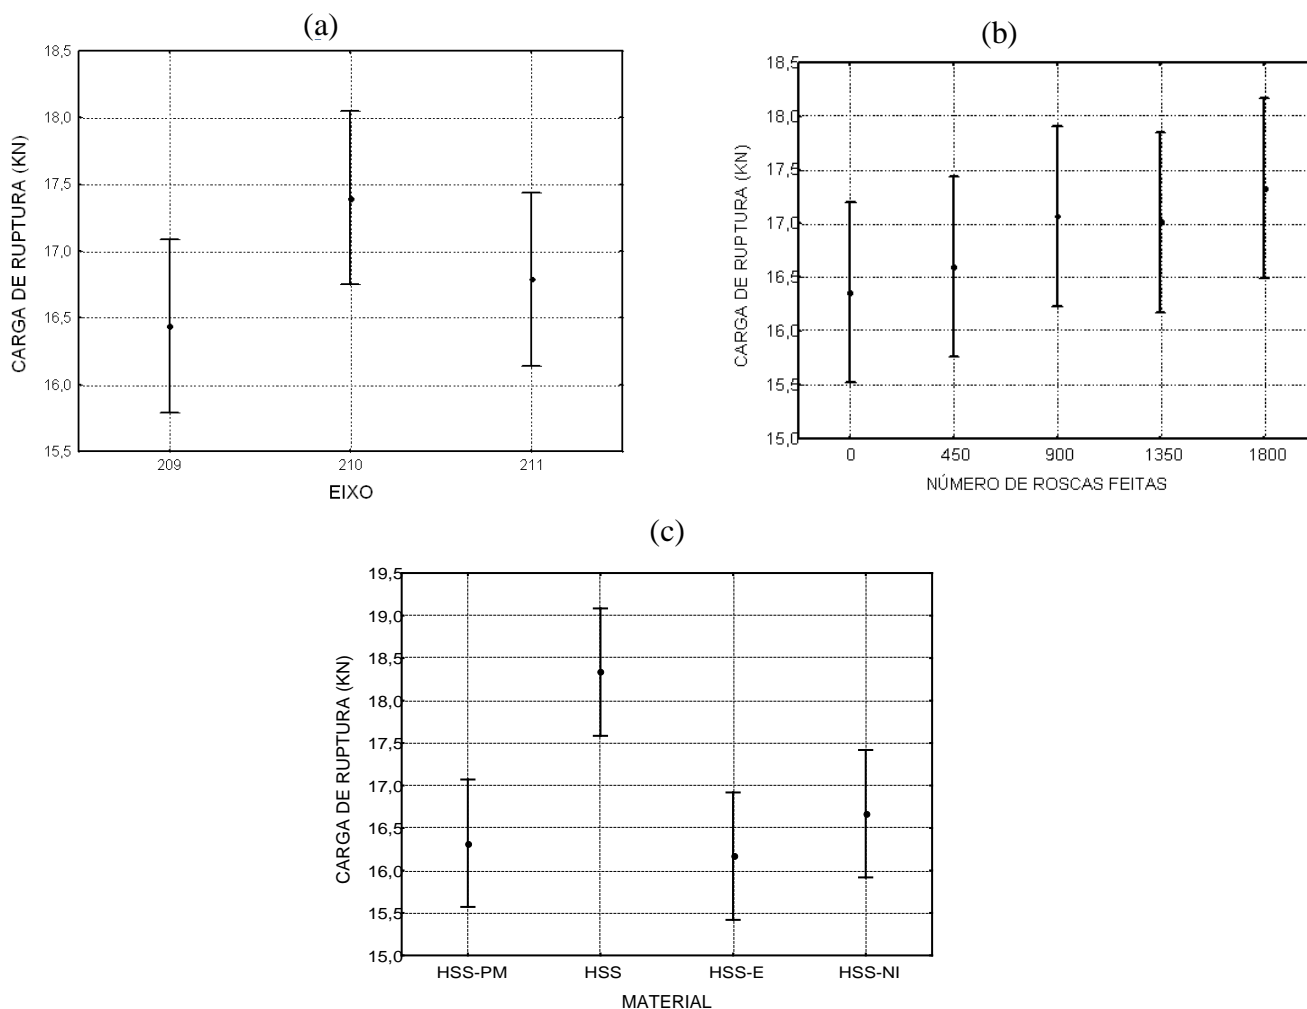 (a)
CARGA DE RUPTURA (KN)
18,5
18,0
17,5
17,0
16,5
16,0
15,5
209 210 211
EIXO
(b)
CARGA DE RUPTURA (KN)
18,5
18,0
17,5
17,0
16,5
16,0
15,5
15,0
0 450 900 1350 1800
NÚMERO DE ROSCAS FEITAS
(c)
CARGA DE RUPTURA (KN)
19,5
19,0
18,5
18,0
17,5
17,0
16,5
16,0
15,5
15,0
HSS-PM HSS HSS-E HSS-NI
MATERIAL